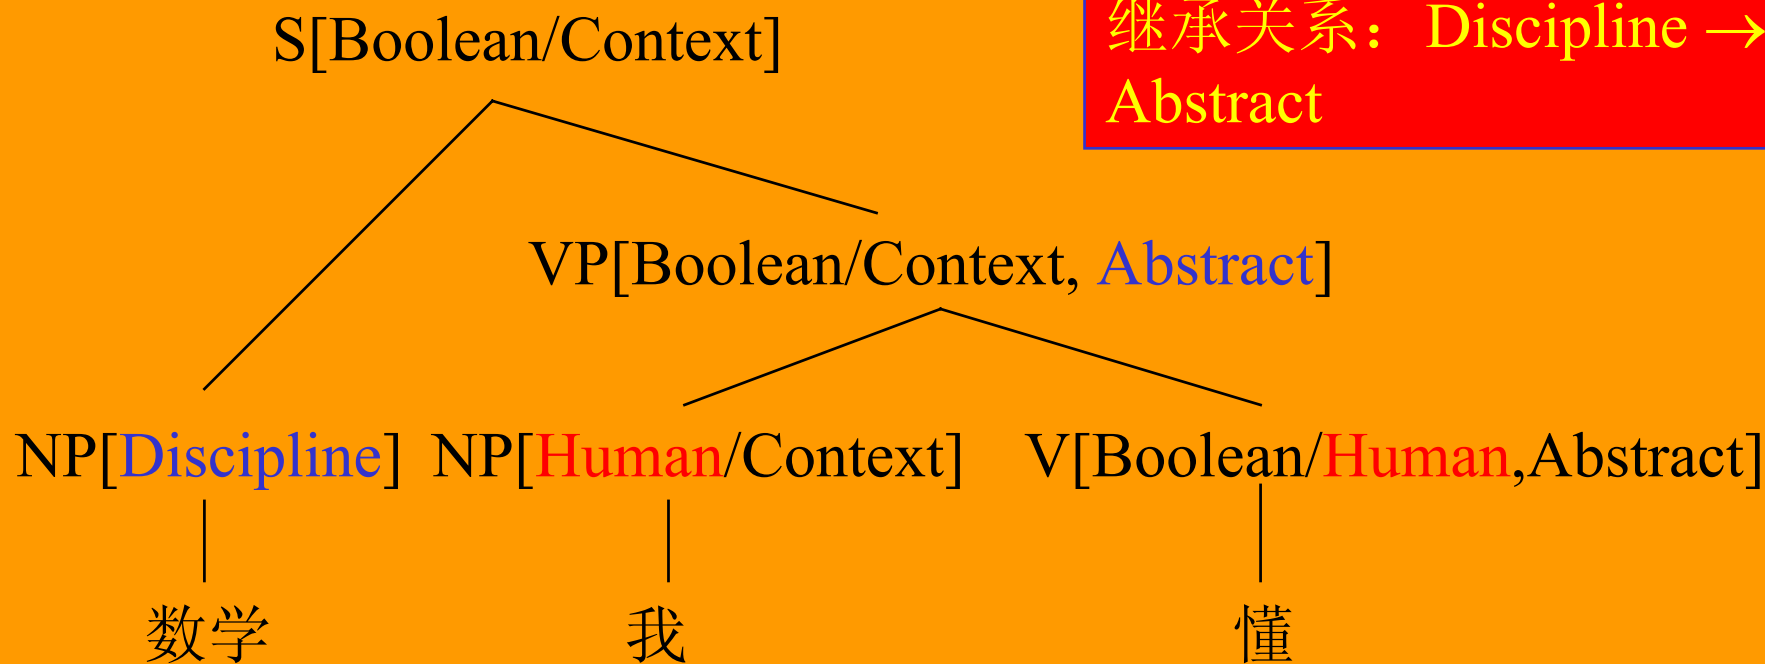 S[Boolean/Context]
继承关系：Discipline →
Abstract
VP[Boolean/Context, Abstract]
NP[Discipline] NP[Human/Context] V[Boolean/Human,Abstract]
数学 我 懂